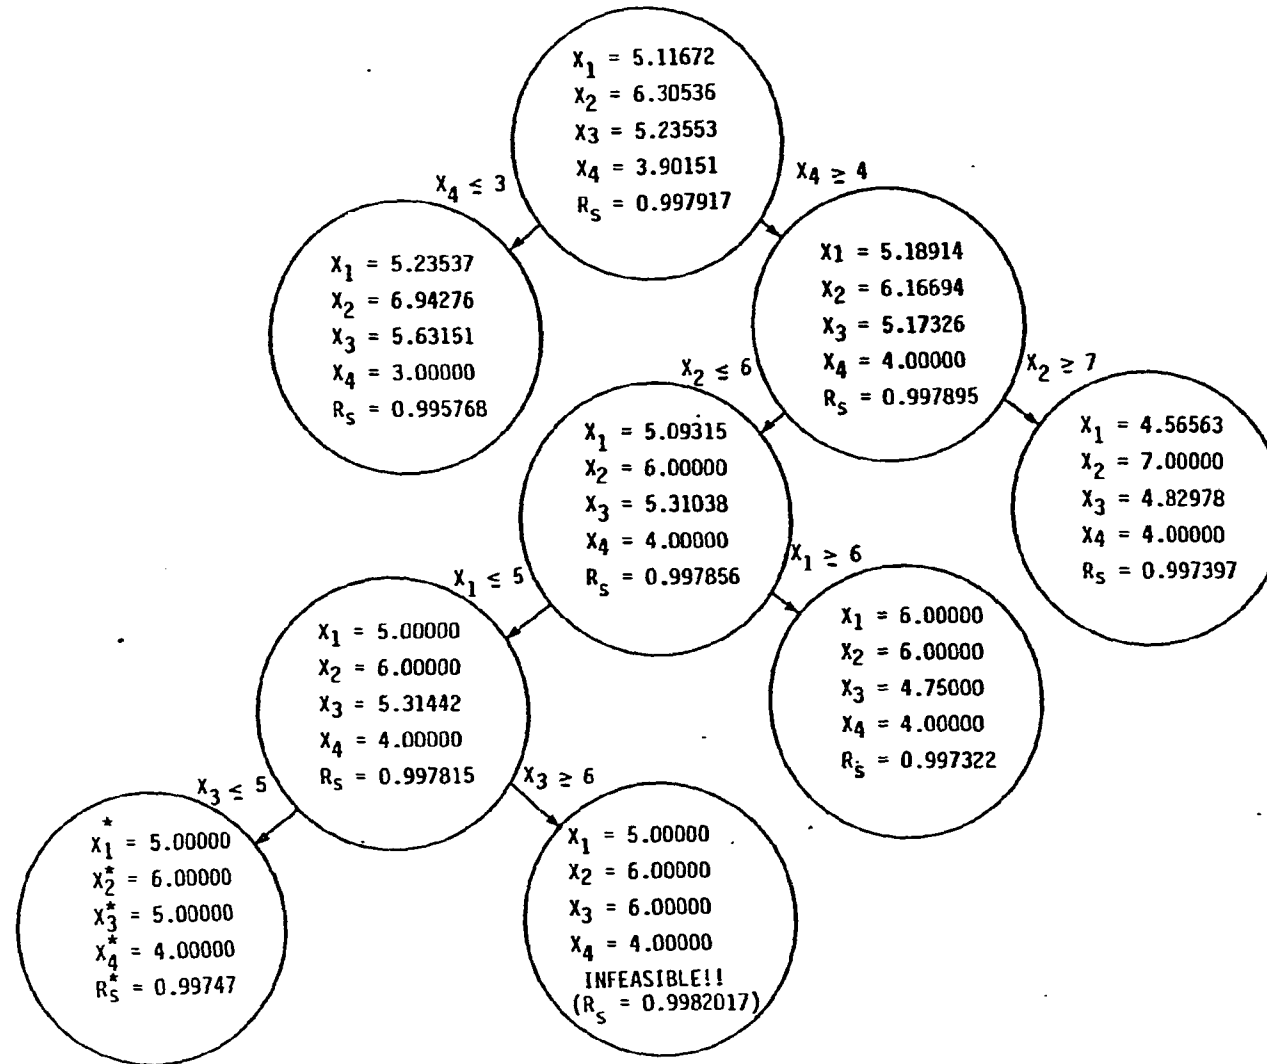 X1 = 5.11672
X2 = 6.30536
X3 = 5.23553
X4 = 3.90151
RS = 0.997917
X4 ≤ 3
X4 ≥ 4
X1 = 5.23537
X2 = 6.94276
X3 = 5.63151
X4 = 3.00000
RS = 0.995768
X1 = 5.18914
X2 = 6.16694
X3 = 5.17326
X4 = 4.00000
RS = 0.997895
X2 ≤ 6
X2 ≥ 7
X1 = 5.09315
X2 = 6.00000
X3 = 5.31038
X4 = 4.00000
RS = 0.997856
X1 = 4.56563
X2 = 7.00000
X3 = 4.82978
X4 = 4.00000
RS = 0.997397
X1 ≤ 5
X1 ≥ 6
X1 = 5.00000
X2 = 6.00000
X3 = 5.31442
X4 = 4.00000
RS = 0.997815
X1 = 6.00000
X2 = 6.00000
X3 = 4.75000
X4 = 4.00000
RS = 0.997322
X3 ≤ 5
X3 ≥ 6
X1* = 5.00000
X2* = 6.00000
X3* = 5.00000
X4* = 4.00000
RS* = 0.99747
X1 = 5.00000
X2 = 6.00000
X3 = 6.00000
X4 = 4.00000
INFEASIBLE!!
(RS = 0.9982017)